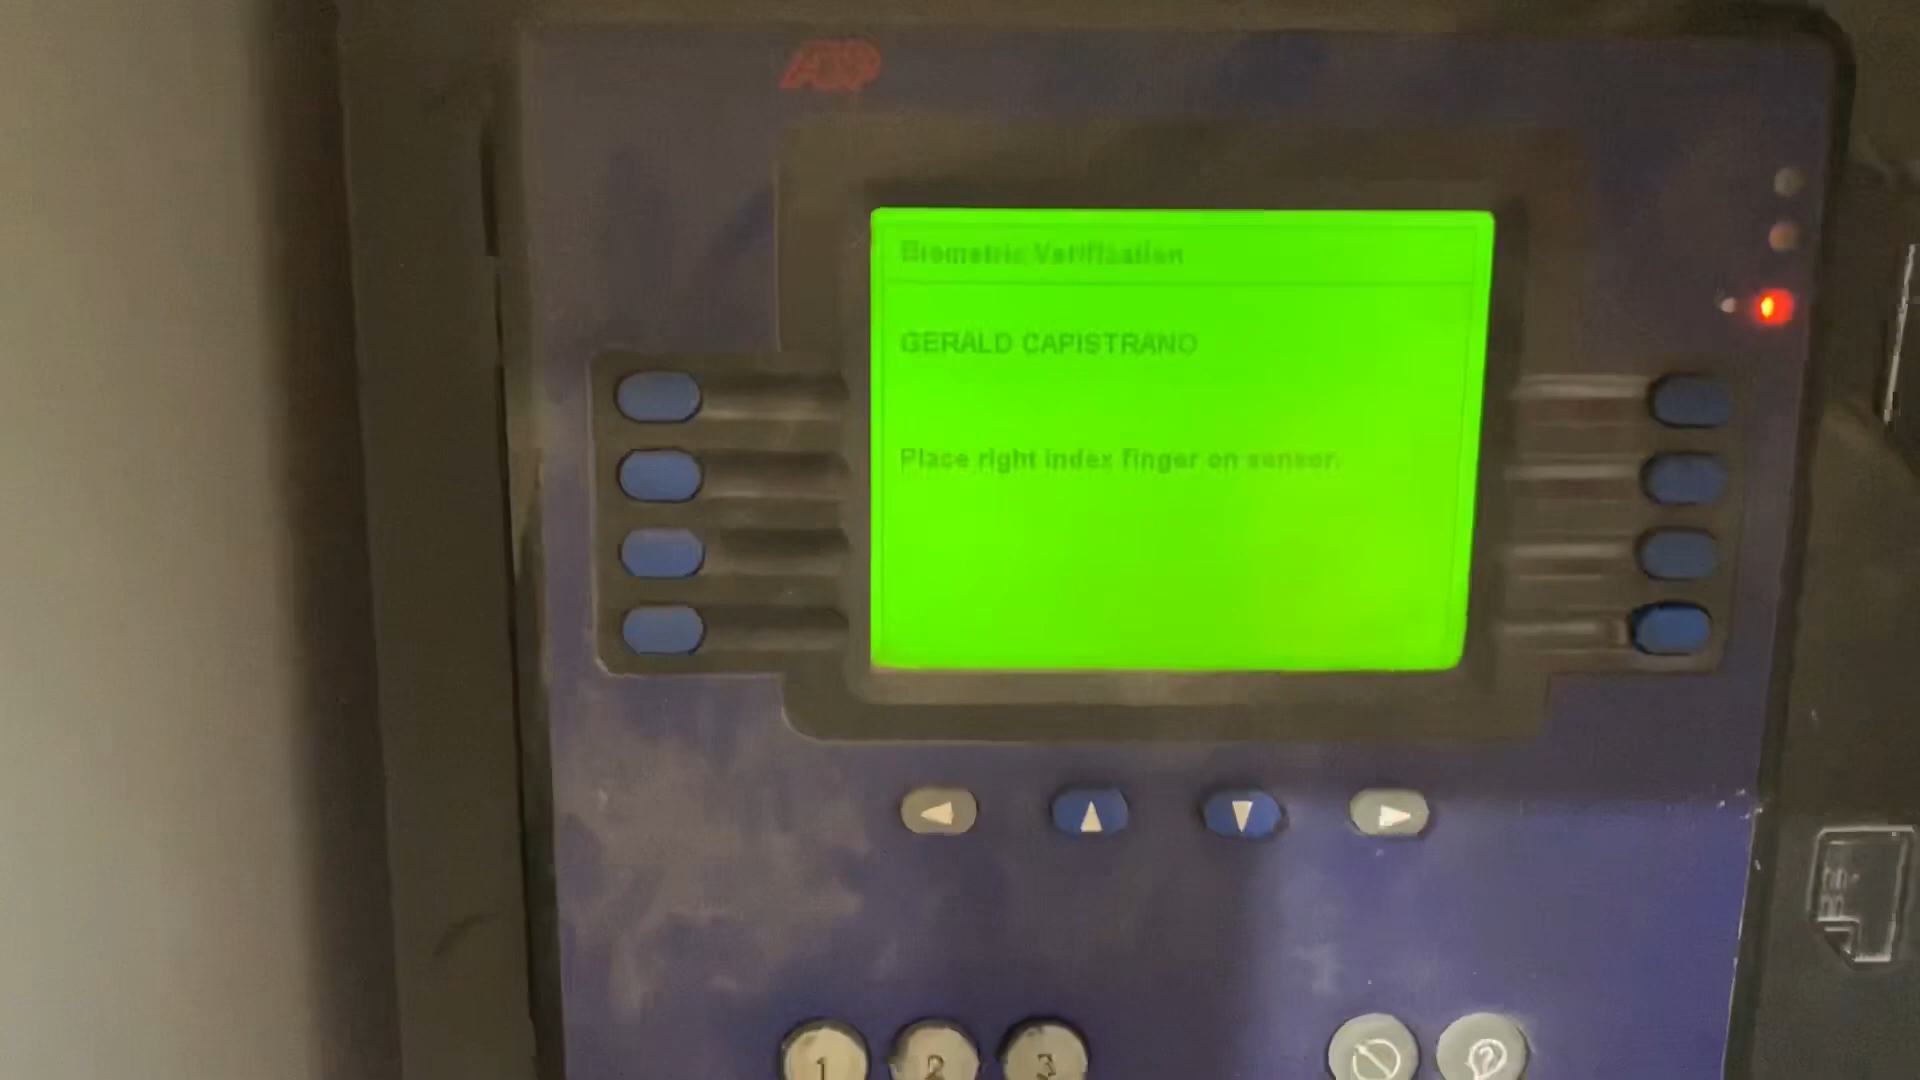 ADP
Biometric Verification
GERALD CAPISTRANO
Place right index finger on sensor.
1 2 3